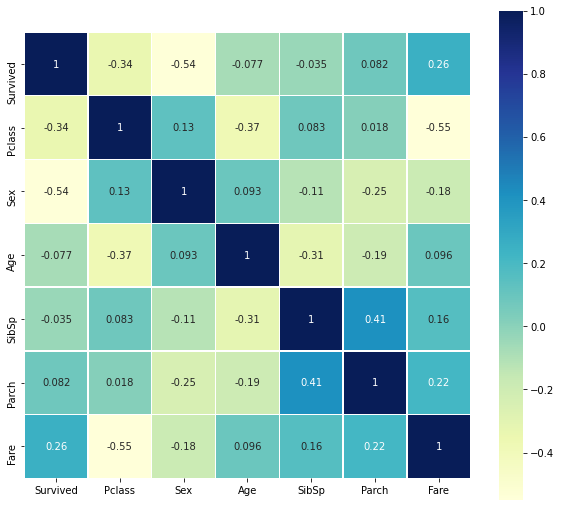 1.0
Survived 1 -0.34 -0.54 -0.077 -0.035 0.082 0.26
0.8
Pclass -0.34 1 0.13 -0.37 0.083 0.018 -0.55
0.6
Sex -0.54 0.13 1 0.093 -0.11 -0.25 -0.18
0.4
Age -0.077 -0.37 0.093 1 -0.31 -0.19 0.096
0.2
SibSp -0.035 0.083 -0.11 -0.31 1 0.41 0.16
0.0
Parch 0.082 0.018 -0.25 -0.19 0.41 1 0.22
−0.2
Fare 0.26 -0.55 -0.18 0.096 0.16 0.22 1
−0.4
Survived Pclass Sex Age SibSp Parch Fare